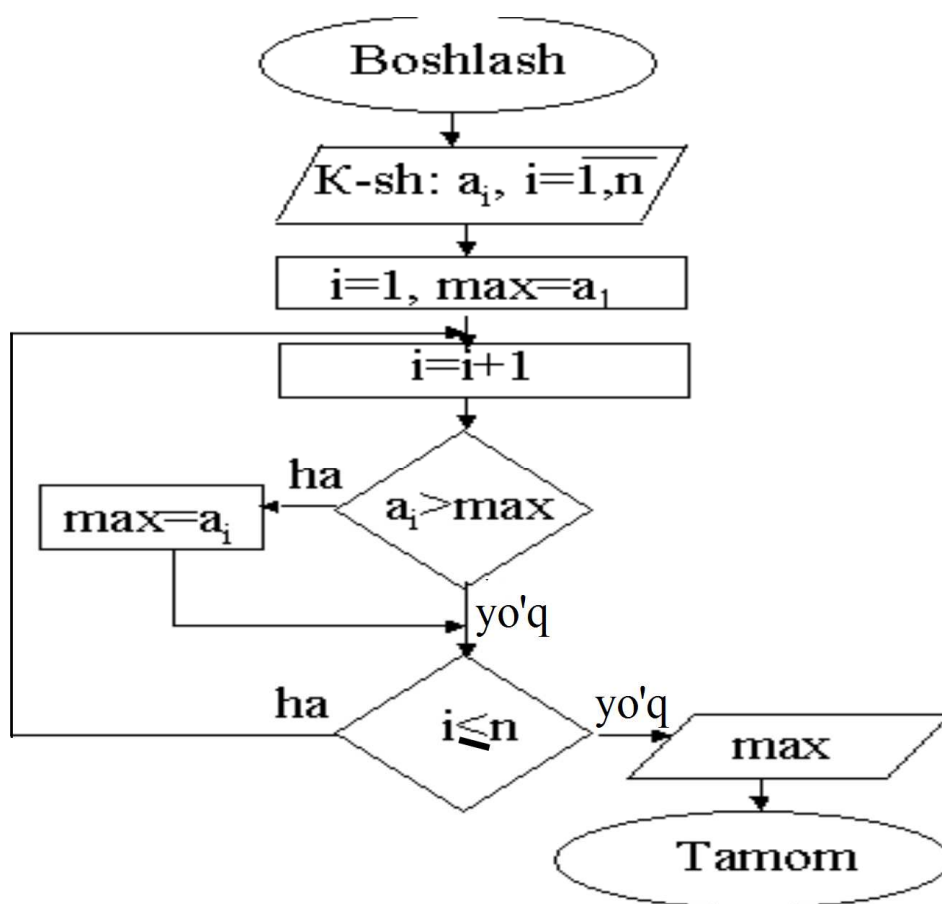 Boshlash
K-sh: aᵢ, i=1,n
i=1, max=a₁
i=i+1
ha
aᵢ>max
max=aᵢ
yo'q
ha
i≤n
yo'q
max
Tamom